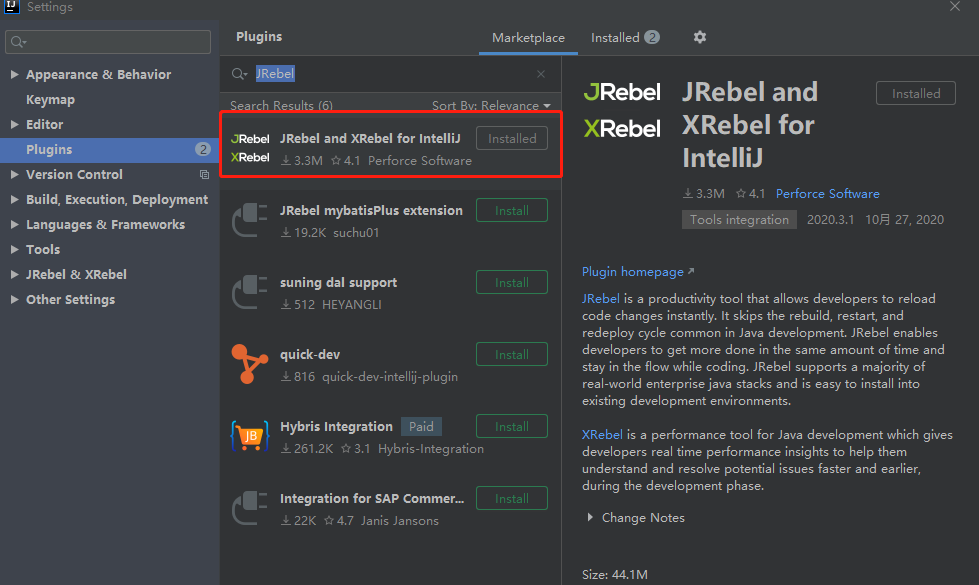 IJ Settings
Plugins
Marketplace
Installed 2
Appearance & Behavior
Keymap
Editor
Plugins 2
Version Control
Build, Execution, Deployment
Languages & Frameworks
Tools
JRebel & XRebel
Other Settings
JRebel
Search Results (6) Sort By: Relevance
JRebel
XRebel
JRebel and XRebel for IntelliJ
Installed
3.3M 4.1 Perforce Software
JRebel mybatisPlus extension
Install
19.2K suchu01
suning dal support
Install
512 HEYANGLI
quick-dev
Install
816 quick-dev-intellij-plugin
JB
Hybris Integration Paid
Install
261.2K 3.1 Hybris-Integration
Integration for SAP Commer...
Install
22K 4.7 Janis Jansons
JRebel
XRebel
JRebel and
XRebel for
IntelliJ
Installed
3.3M 4.1 Perforce Software
Tools integration 2020.3.1 10月 27, 2020
Plugin homepage
JRebel is a productivity tool that allows developers to reload
code changes instantly. It skips the rebuild, restart, and
redeploy cycle common in Java development. JRebel enables
developers to get more done in the same amount of time and
stay in the flow while coding. JRebel supports a majority of
real-world enterprise java stacks and is easy to install into
existing development environments.
XRebel is a performance tool for Java development which gives
developers real time performance insights to help them
understand and resolve potential issues faster and earlier,
during the development phase.
Change Notes
Size: 44.1M